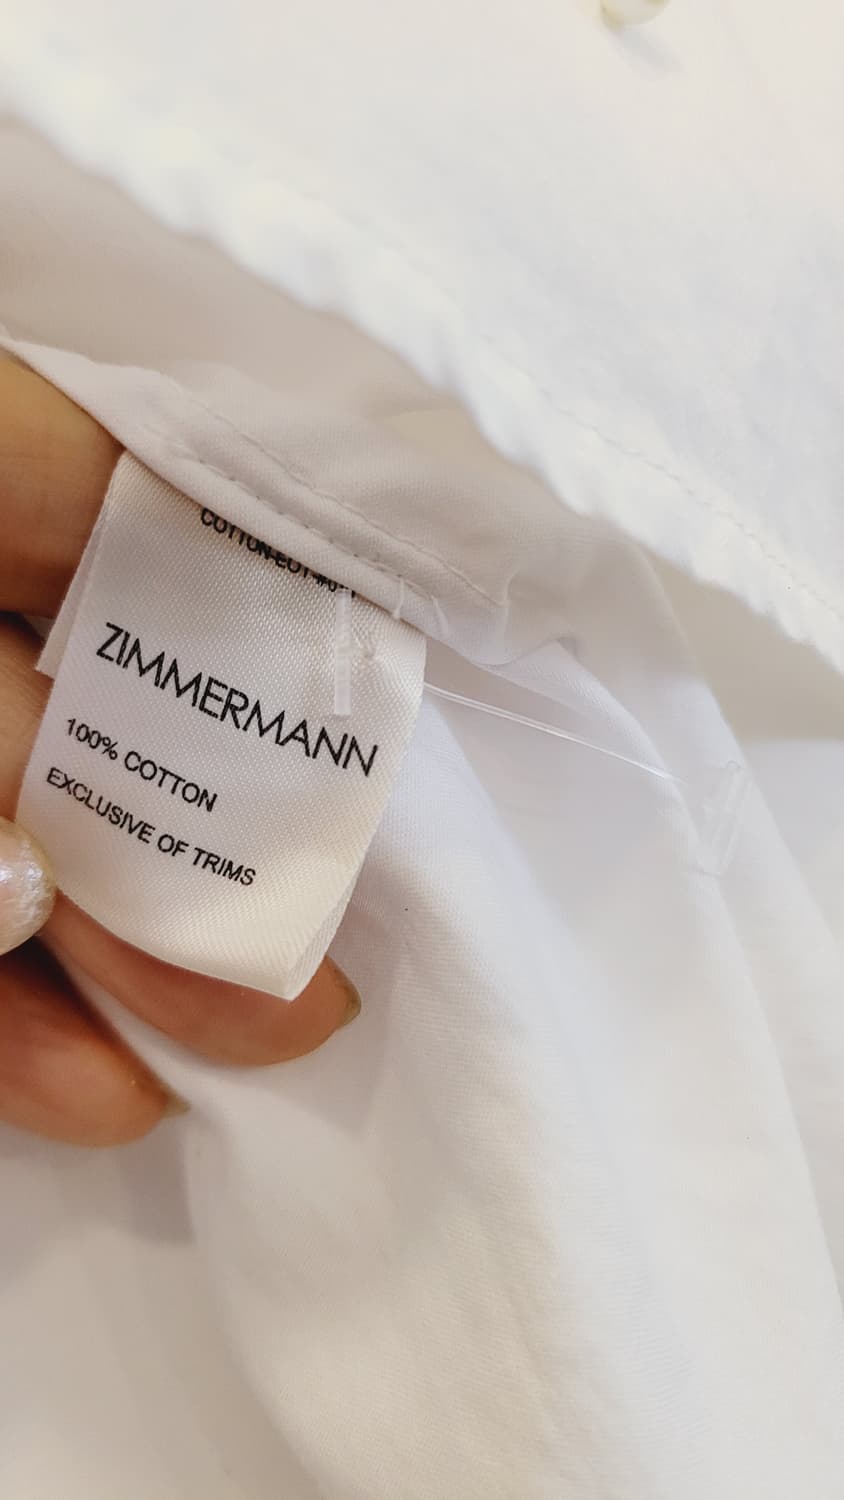 ZIMMERMANN
100% COTTON
EXCLUSIVE OF TRIMS